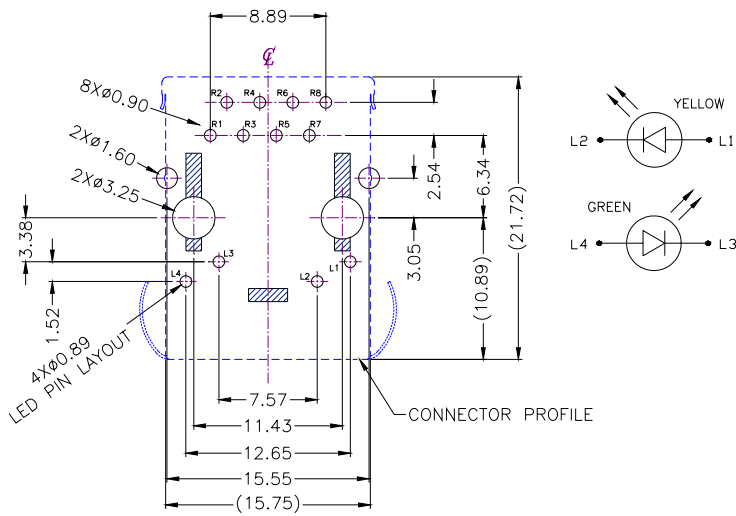 8.89
℄
R2 R4 R6 R8
8Xø0.90
R1 R3 R5 R7
2Xø1.60
2Xø3.25
3.38
1.52
L3
L1
L4
L2
4Xø0.89
LED PIN LAYOUT
2.54
6.34
3.05
(10.89)
(21.72)
7.57
11.43
12.65
15.55
(15.75)
CONNECTOR PROFILE
YELLOW
L2 L1
GREEN
L4 L3